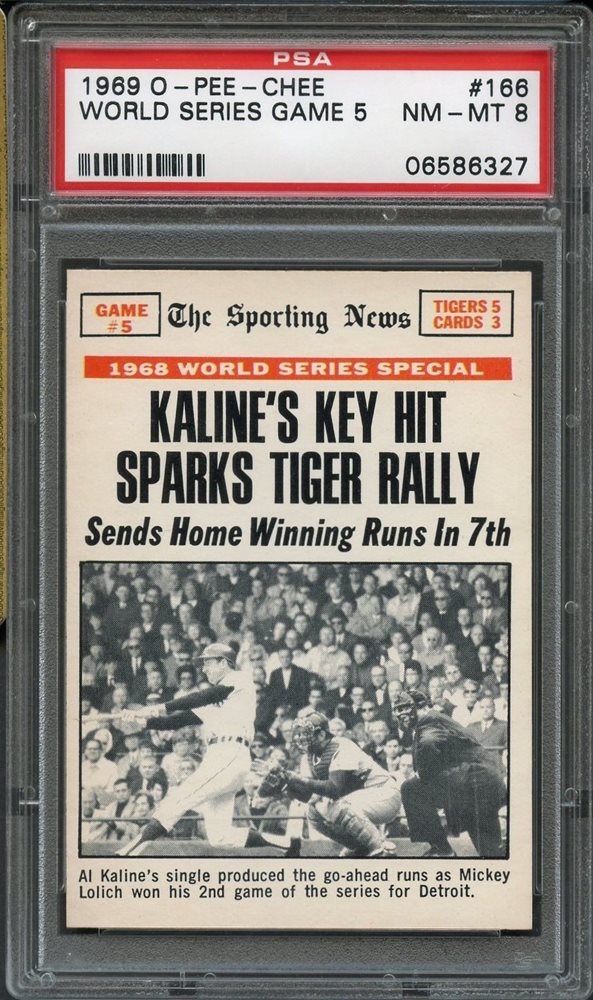 PSA
1969 O-PEE-CHEE #166
WORLD SERIES GAME 5 NM-MT 8
06586327
GAME #5
The Sporting News
TIGERS 5
CARDS 3
1968 WORLD SERIES SPECIAL
KALINE'S KEY HIT
SPARKS TIGER RALLY
Sends Home Winning Runs In 7th
Al Kaline's single produced the go-ahead runs as Mickey
Lolich won his 2nd game of the series for Detroit.